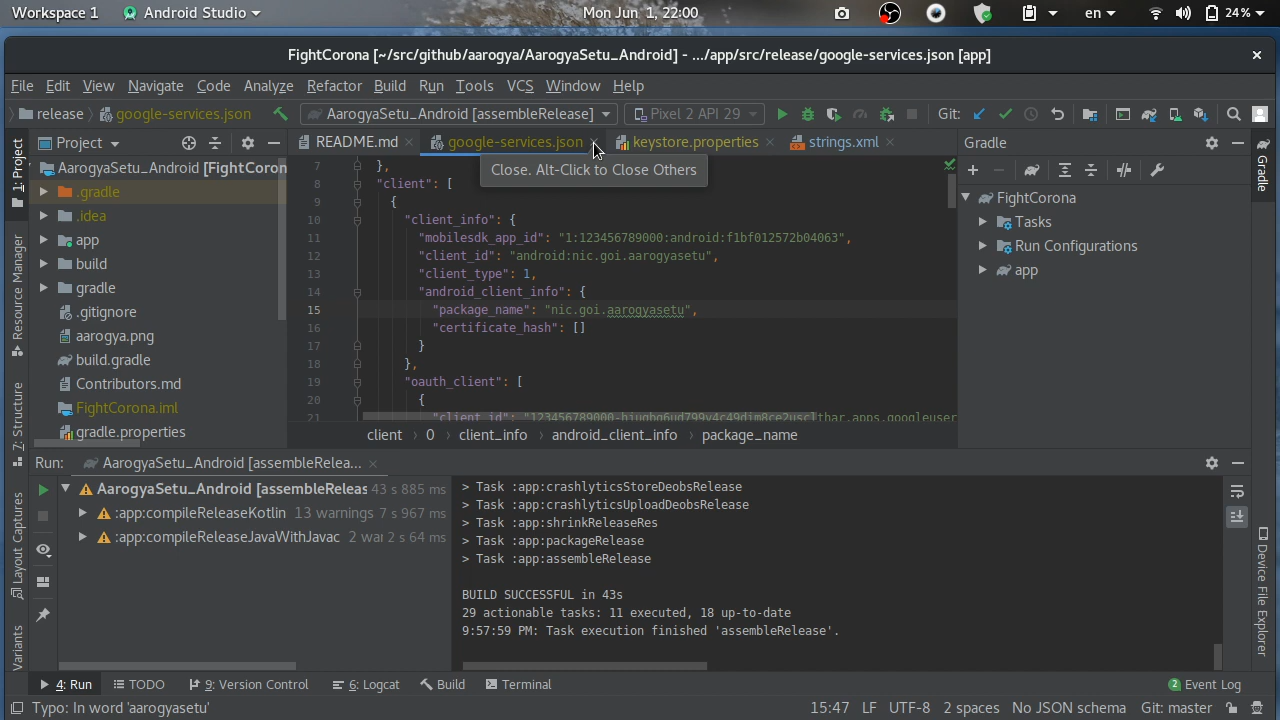 Workspace 1 Android Studio Mon Jun 1, 22:00 en 24%
FightCorona [~/src/github/aarogya/AarogyaSetu_Android] - .../app/src/release/google-services.json [app]
File Edit View Navigate Code Analyze Refactor Build Run Tools VCS Window Help
release google-services.json AarogyaSetu_Android [assembleRelease] Pixel 2 API 29 Git:
1: Project
Resource Manager
7: Structure
Layout Captures
Variants
Project
AarogyaSetu_Android [FightCoron
.gradle
.idea
app
build
gradle
.gitignore
aarogya.png
build.gradle
Contributors.md
FightCorona.iml
gradle.properties
README.md google-services.json keystore.properties strings.xml
Close. Alt-Click to Close Others
7 },
8 "client": [
9 {
10 "client_info": {
11 "mobilesdk_app_id": "1:123456789000:android:f1bf012572b04063",
12 "client_id": "android:nic.goi.aarogyasetu",
13 "client_type": 1,
14 "android_client_info": {
15 "package_name": "nic.goi.aarogyasetu",
16 "certificate_hash": []
17 }
18 },
19 "oauth_client": [
20 {
21 "client_id":
client 0 client_info android_client_info package_name
Gradle
FightCorona
Tasks
Run Configurations
app
Gradle
Device File Explorer
Run: AarogyaSetu_Android [assembleRelea...
AarogyaSetu_Android [assembleReleas 43 s 885 ms
:app:compileReleaseKotlin 13 warnings 7 s 967 ms
:app:compileReleaseJavaWithJavac 2 wai 2 s 64 ms
> Task :app:crashlyticsStoreDeobsRelease
> Task :app:crashlyticsUploadDeobsRelease
> Task :app:shrinkReleaseRes
> Task :app:packageRelease
> Task :app:assembleRelease
BUILD SUCCESSFUL in 43s
29 actionable tasks: 11 executed, 18 up-to-date
9:57:59 PM: Task execution finished 'assembleRelease'.
4: Run TODO 9: Version Control 6: Logcat Build Terminal 2 Event Log
Typo: In word 'aarogyasetu' 15:47 LF UTF-8 2 spaces No JSON schema Git: master